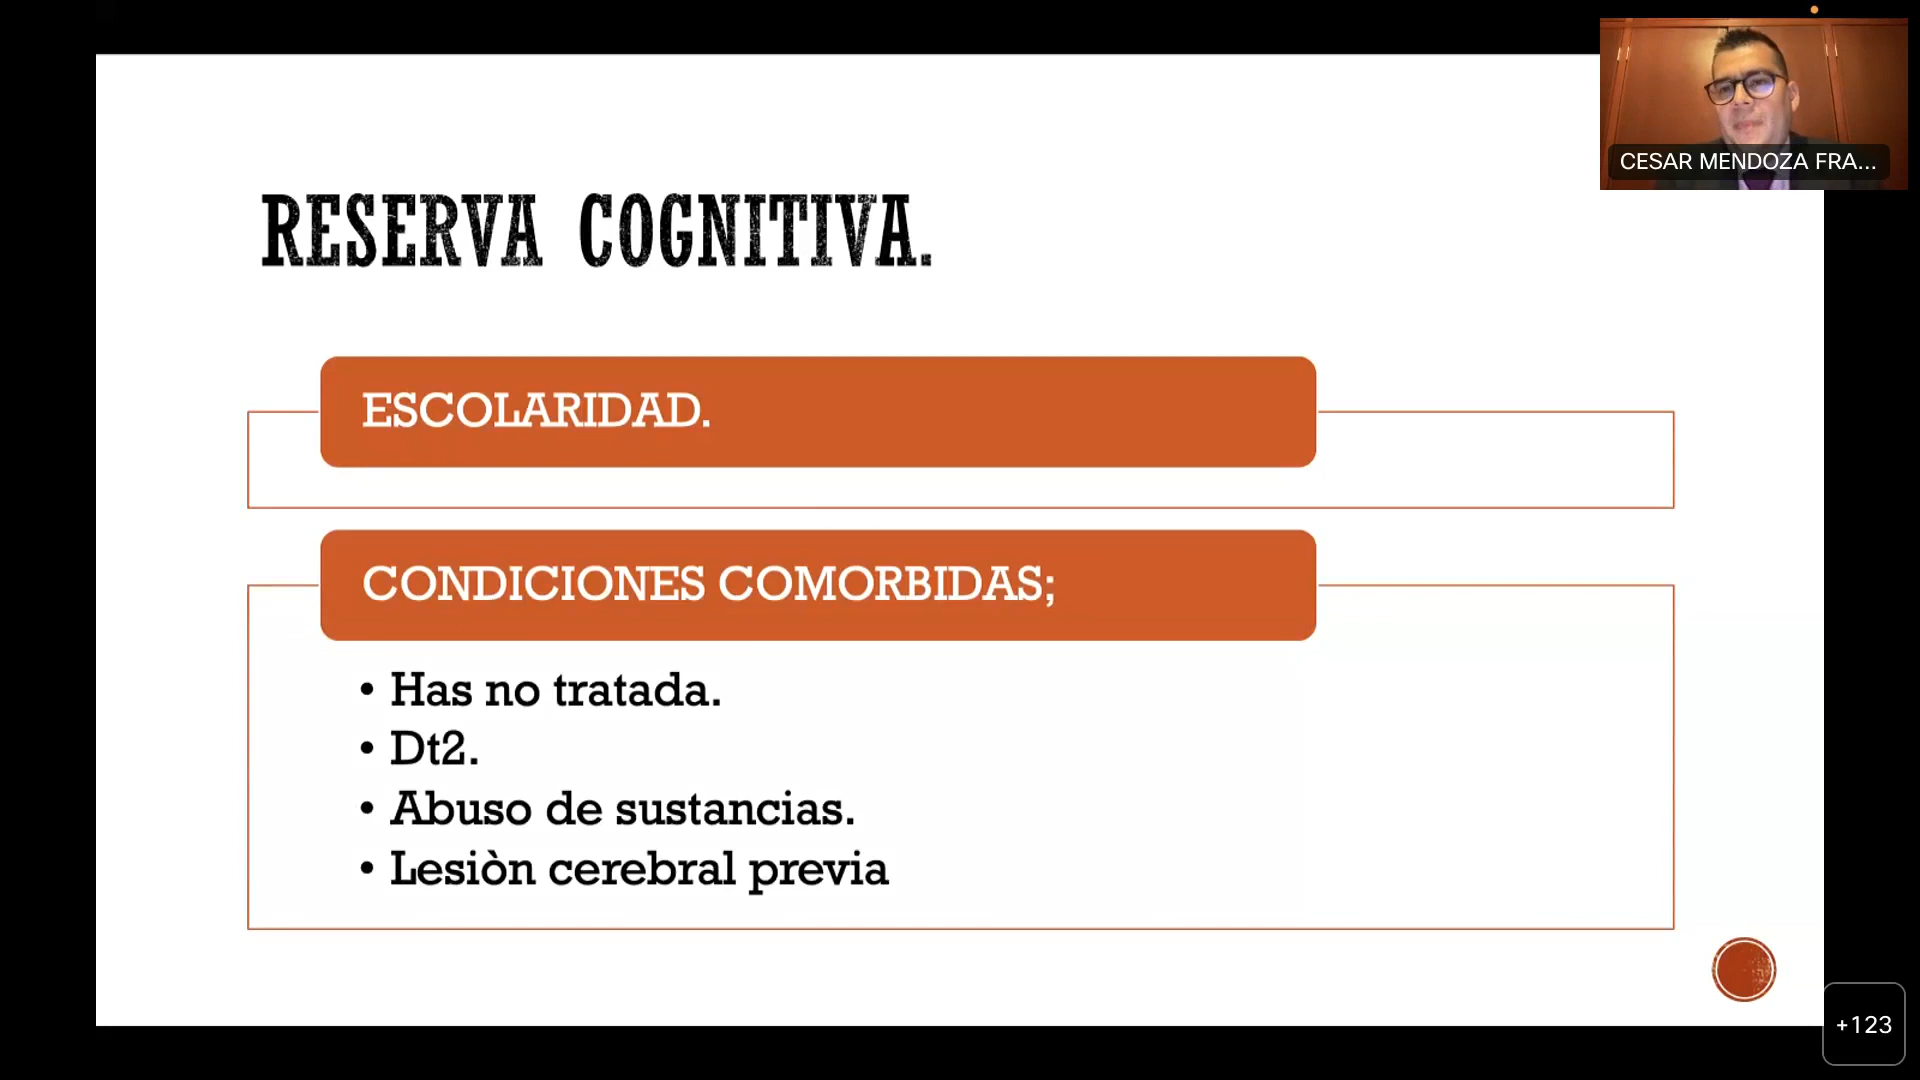 CESAR MENDOZA FRA...
RESERVA COGNITIVA.
ESCOLARIDAD.
CONDICIONES COMORBIDAS;
• Has no tratada.
• Dt2.
• Abuso de sustancias.
• Lesiòn cerebral previa
+123